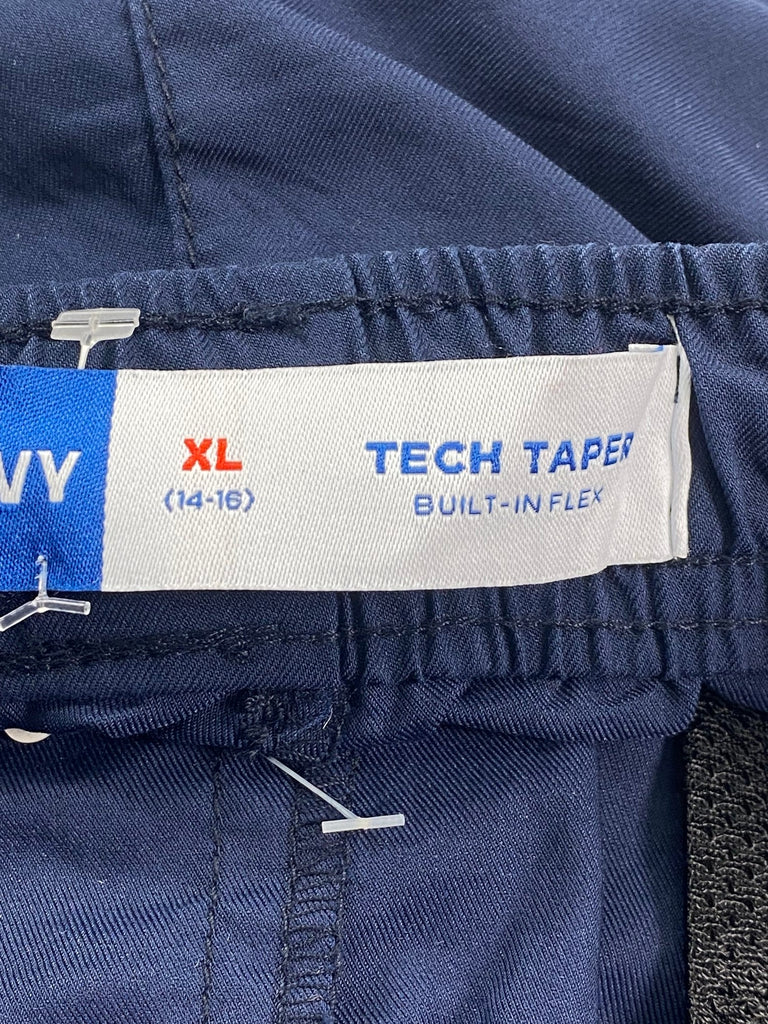 VY
XL
(14-16)
TECH TAPER
BUILT-IN FLEX